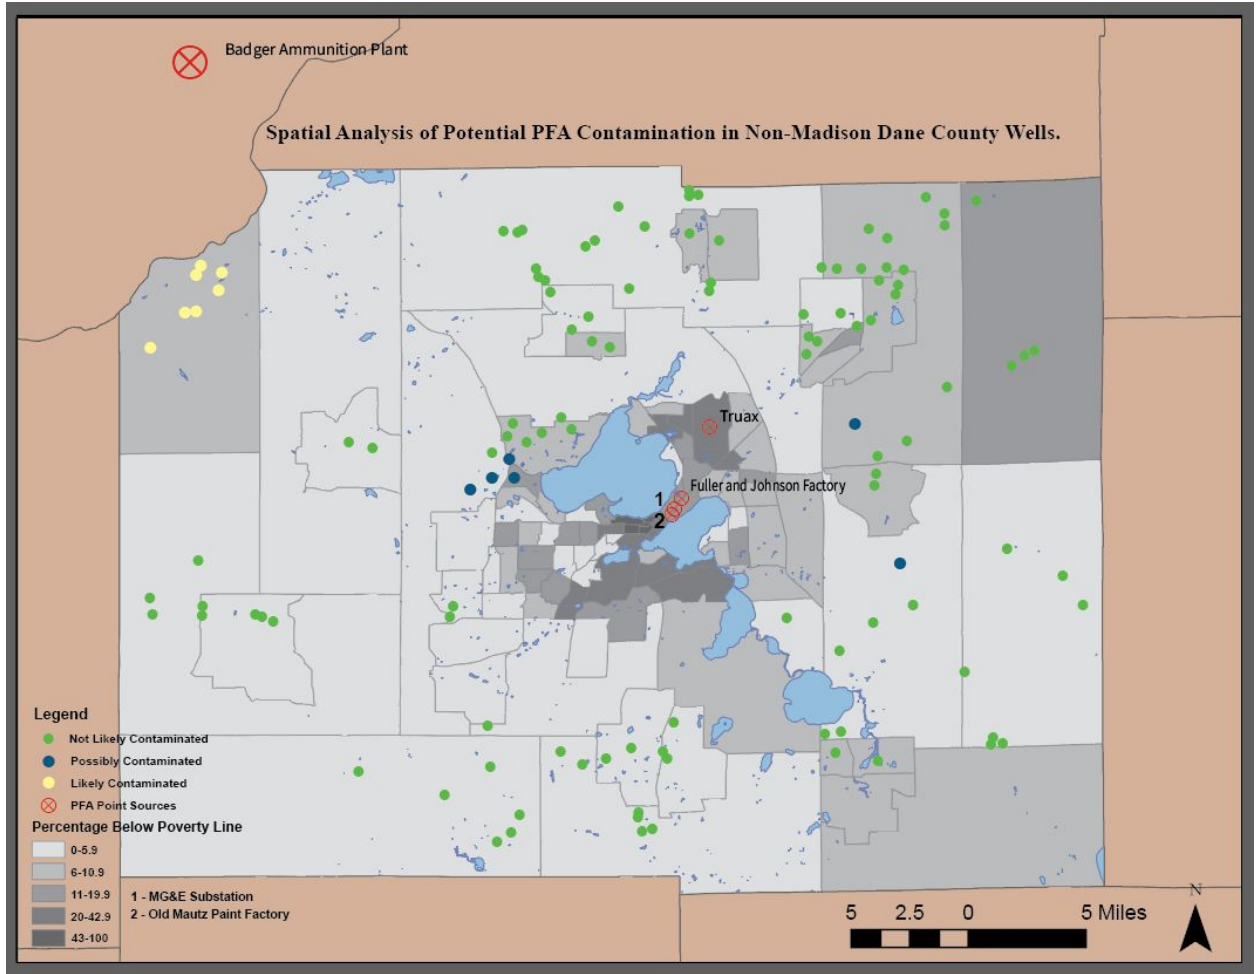 Badger Ammunition Plant
Spatial Analysis of Potential PFA Contamination in Non-Madison Dane County Wells.
Truax
Fuller and Johnson Factory
1
2
Legend
Not Likely Contaminated
Possibly Contaminated
Likely Contaminated
PFA Point Sources
Percentage Below Poverty Line
0-5.9
6-10.9
11-19.9
20-42.9
43-100
1 - MG&E Substation
2 - Old Mautz Paint Factory
5 2.5 0 5 Miles
N